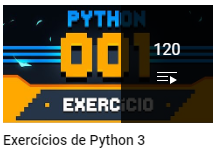 PYTHON
001
120
EXERCÍCIO
Exercícios de Python 3